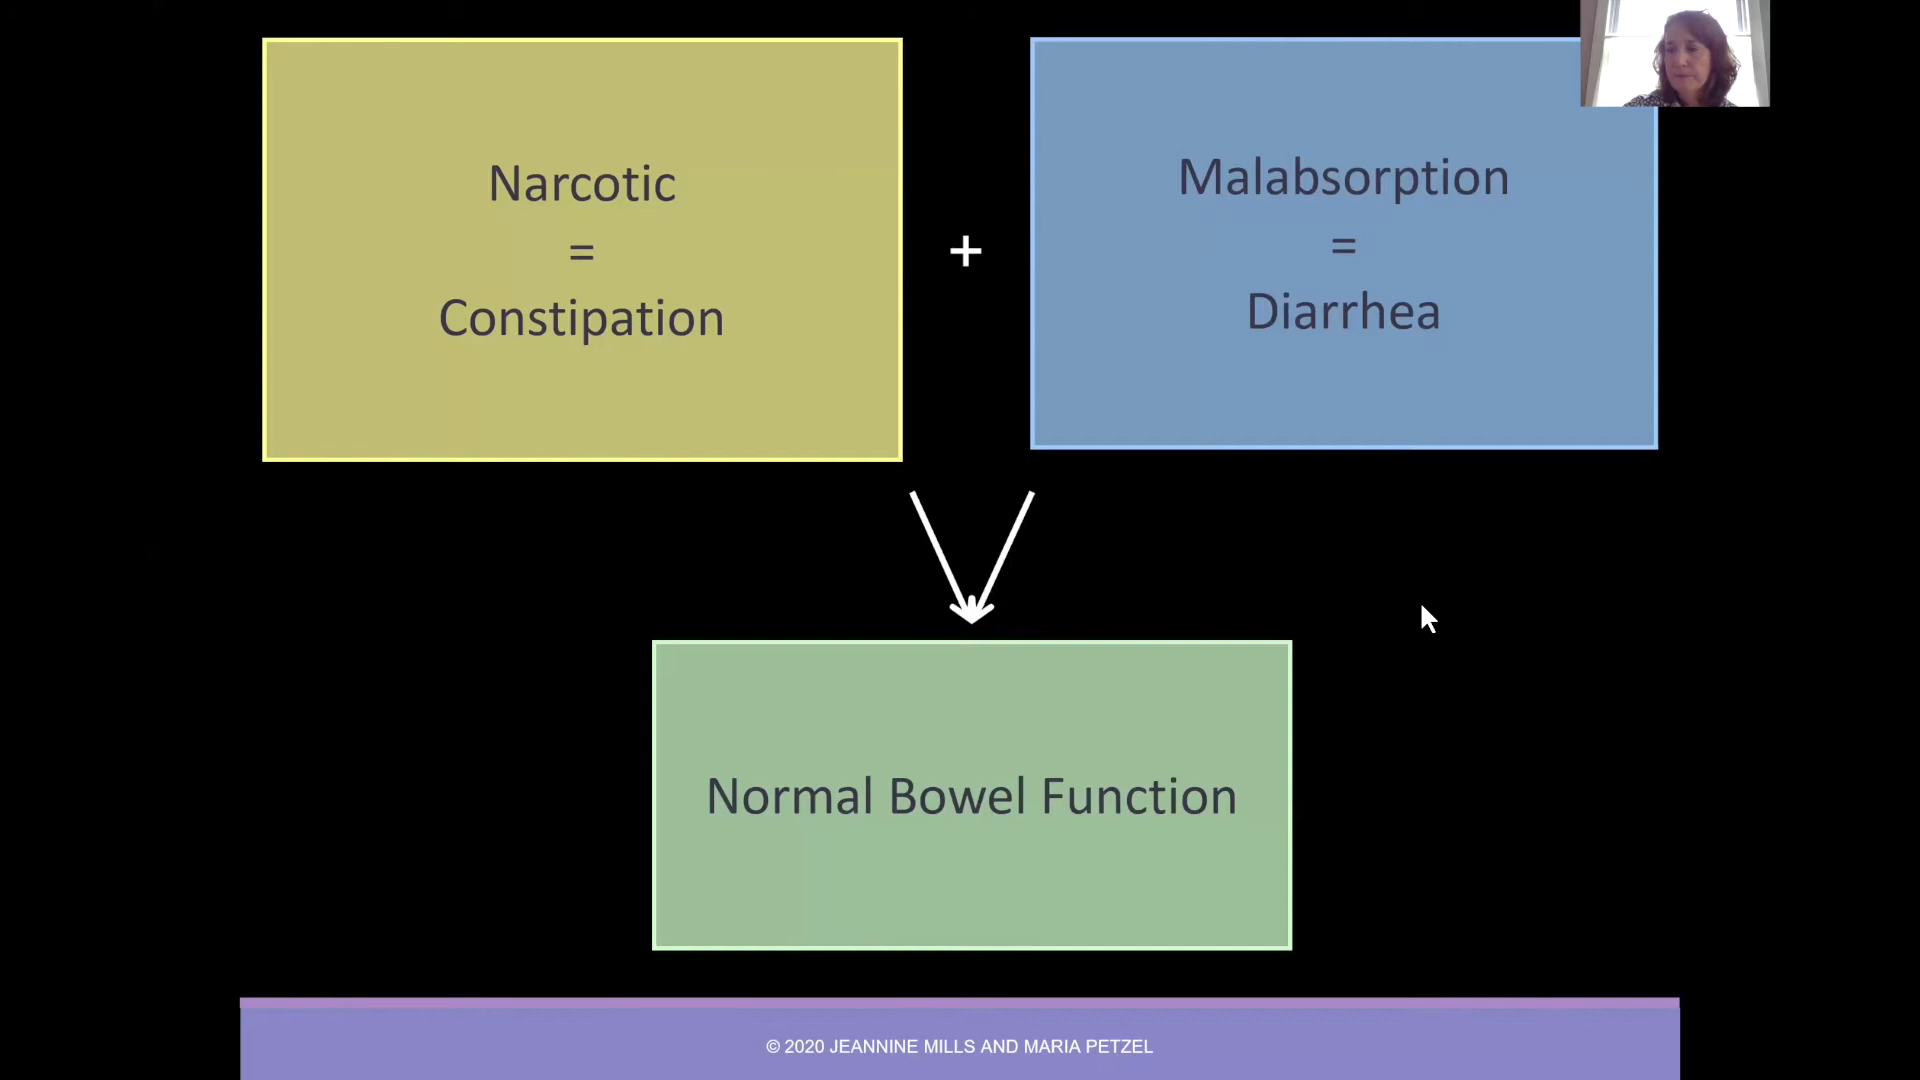 Narcotic
=
Constipation
+
Malabsorption
=
Diarrhea
Normal Bowel Function
© 2020 JEANNINE MILLS AND MARIA PETZEL